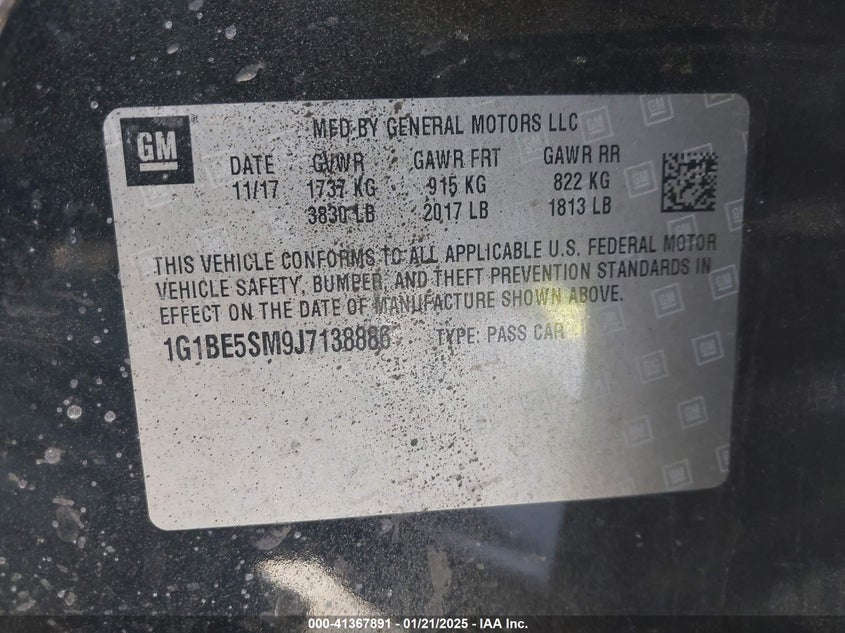 GM
MFD BY GENERAL MOTORS LLC
DATE GVWR GAWR FRT GAWR RR
11/17 1737 KG 915 KG 822 KG
3830 LB 2017 LB 1813 LB
THIS VEHICLE CONFORMS TO ALL APPLICABLE U.S. FEDERAL MOTOR
VEHICLE SAFETY, BUMPER, AND THEFT PREVENTION STANDARDS IN
EFFECT ON THE DATE OF MANUFACTURE SHOWN ABOVE.
1G1BE5SM9J7138886 TYPE: PASS CAR
000-41367891 - 01/21/2025 - IAA Inc.